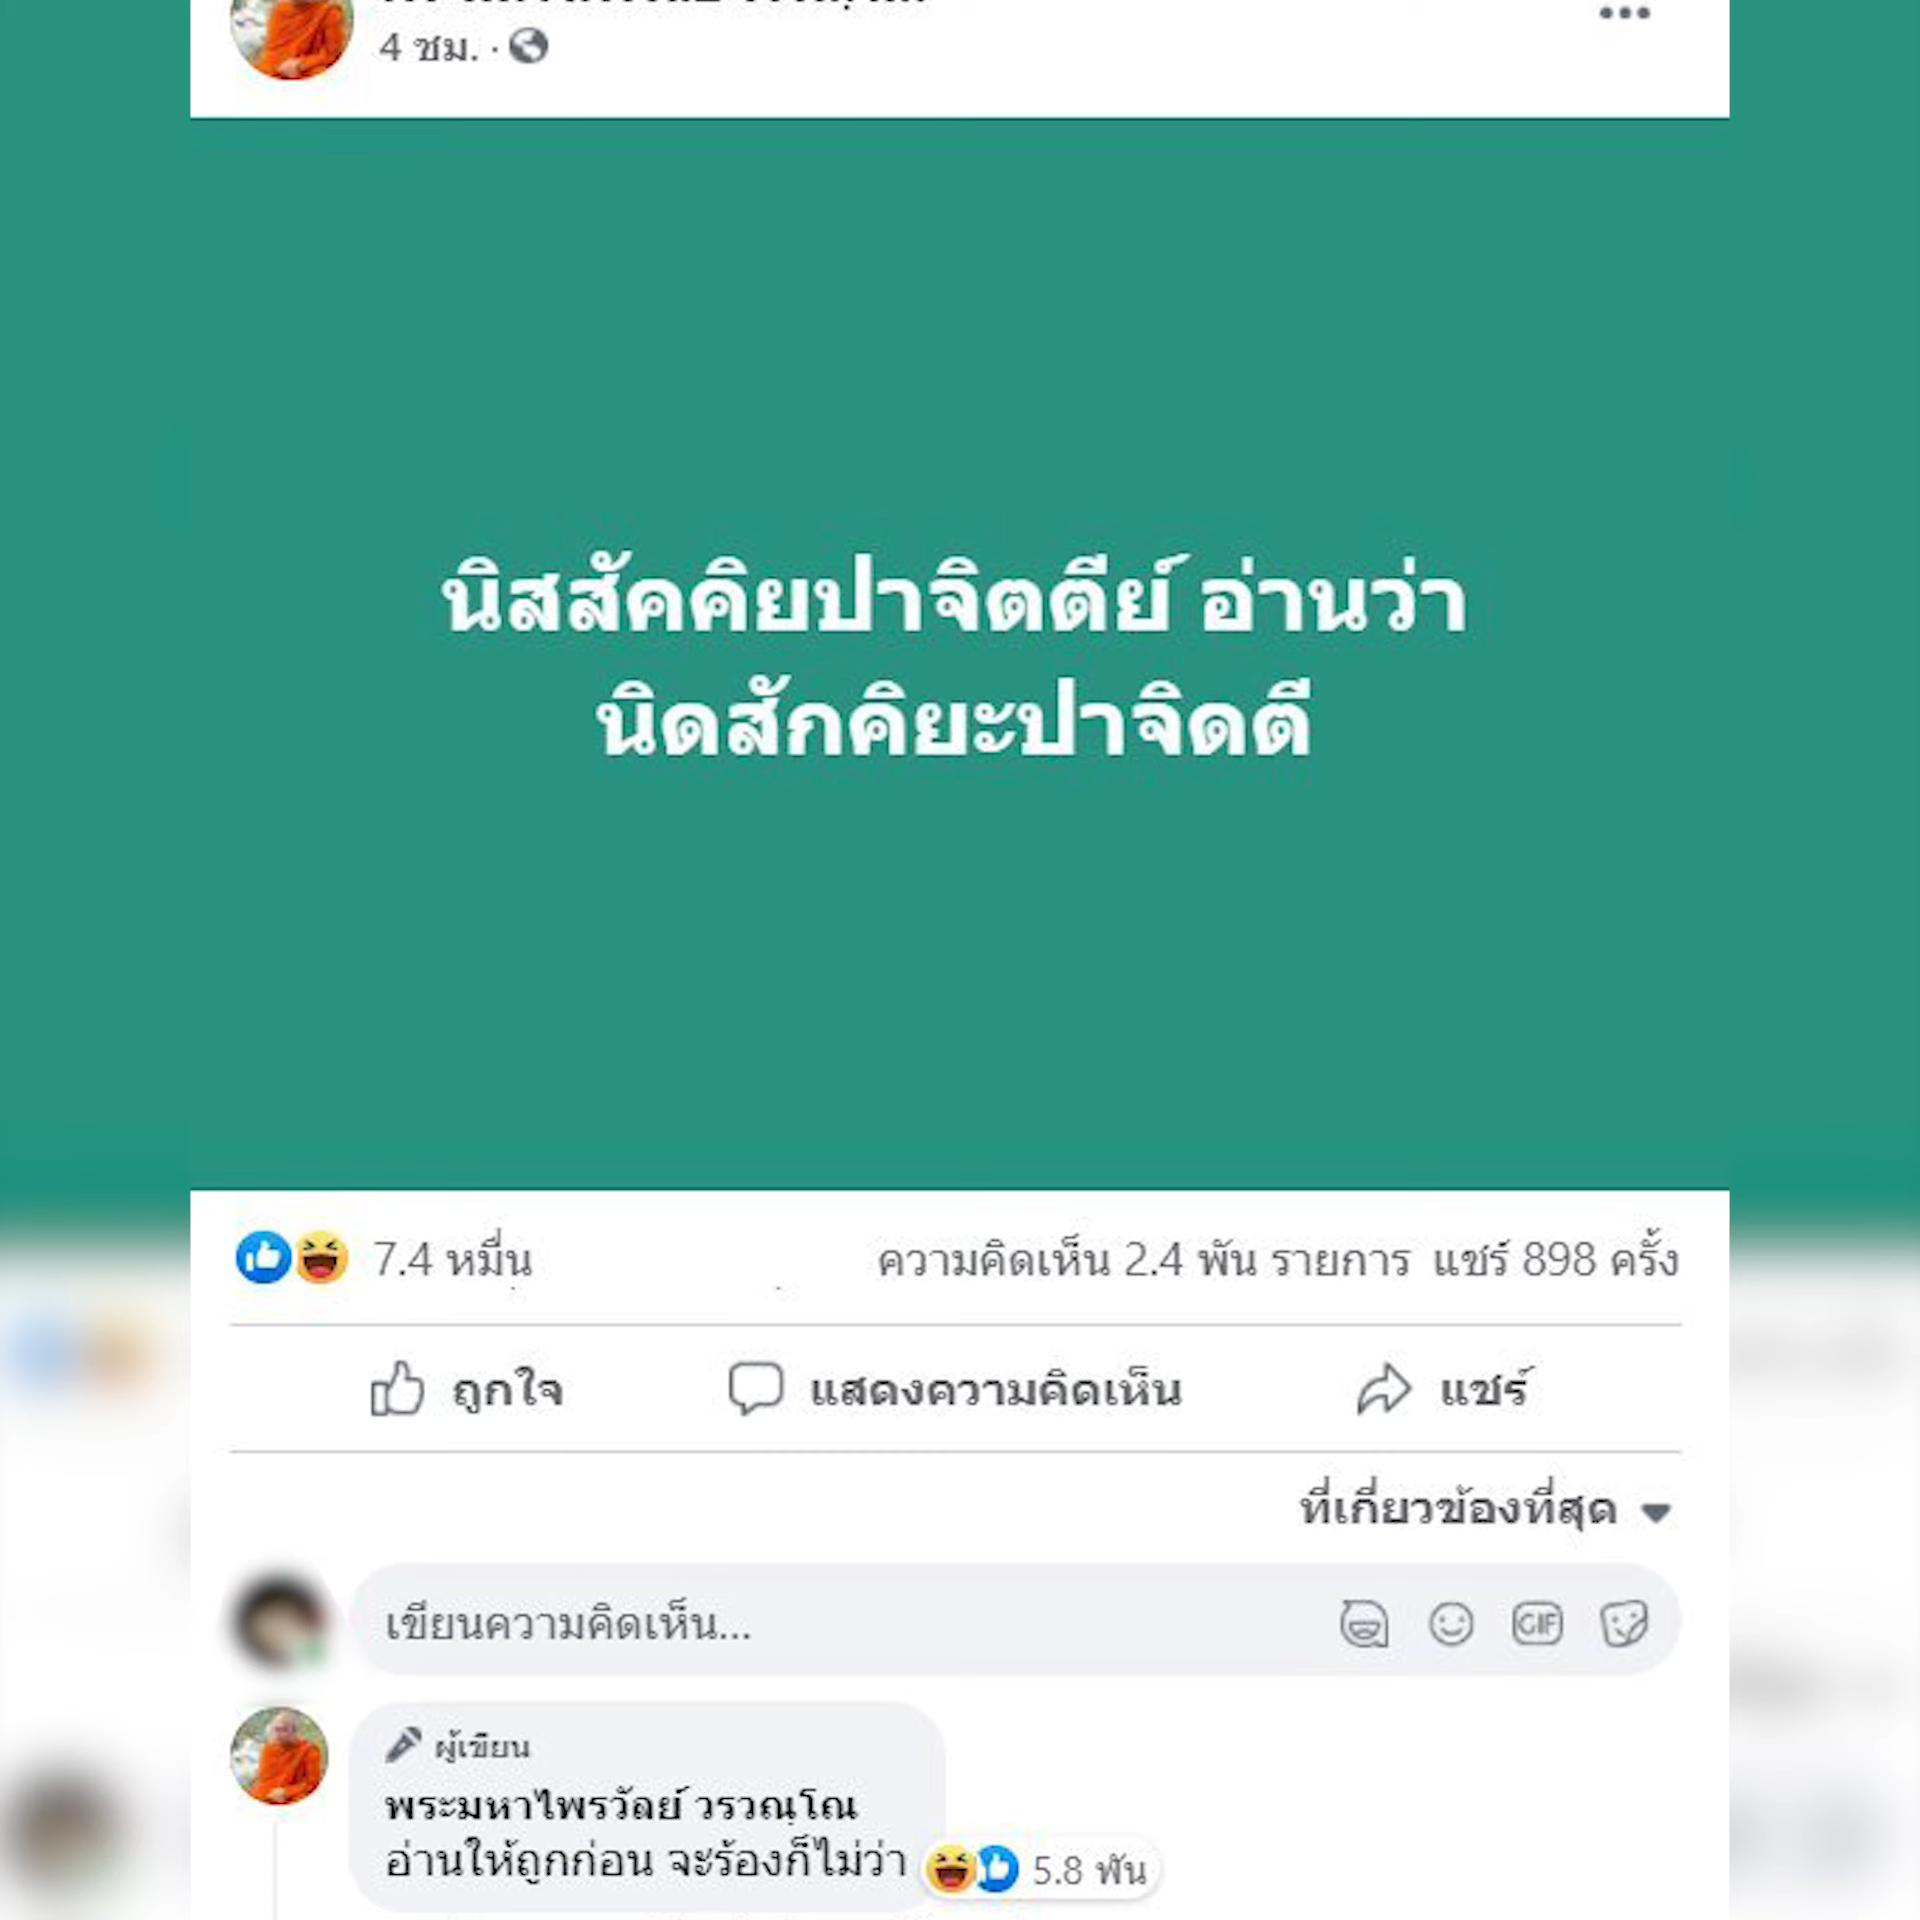 4 ชม. ·
นิสสัคคิยปาจิตตีย์ อ่านว่า
นิดสักคิยะปาจิดตี
7.4 หมื่น ความคิดเห็น 2.4 พัน รายการ แชร์ 898 ครั้ง
ถูกใจ แสดงความคิดเห็น แชร์
ที่เกี่ยวข้องที่สุด
เขียนความคิดเห็น... GIF
ผู้เขียน
พระมหาไพรวัลย์ วรวณฺโณ
อ่านให้ถูกก่อน จะร้องก็ไม่ว่า 5.8 พัน